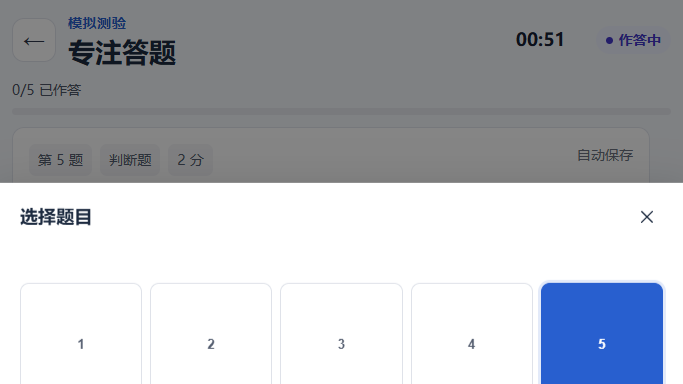 ←
模拟测验
专注答题
00:51
作答中
0/5 已作答
第 5 题
判断题
2 分
自动保存
选择题目
1
2
3
4
5